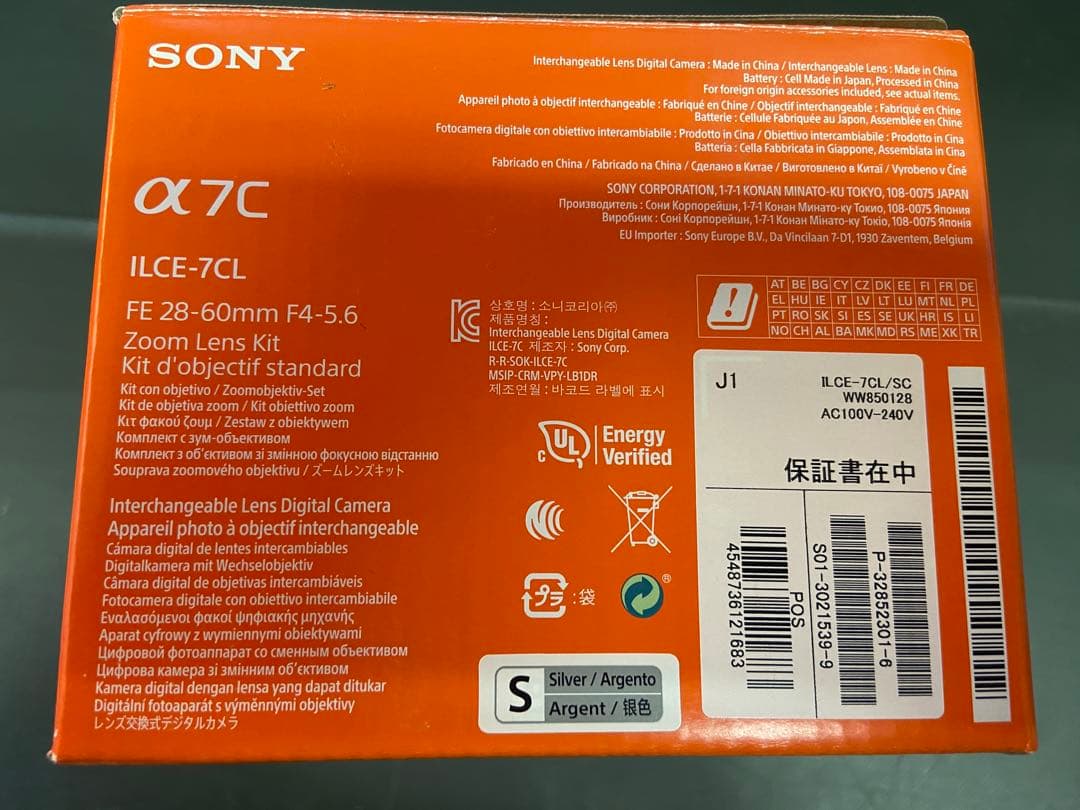 SONY
Interchangeable Lens Digital Camera : Made in China / Interchangeable Lens : Made in China
Battery : Cell Made in Japan, Processed in China
For foreign origin accessories included, see actual items.
Appareil photo à objectif interchangeable : Fabriqué en Chine / Objectif interchangeable : Fabriqué en Chine
Batterie : Cellule Fabriquée au Japon, Assemblée en Chine
Fotocamera digitale con obiettivo intercambiabile : Prodotto in Cina / Obiettivo intercambiabile : Prodotto in Cina
Batteria : Cella Fabbricata in Giappone, Assemblata in Cina
Fabricado en China / Fabricado na China / Сделано в Китае / Виготовлено в Китаї / Vyrobeno v Číně
SONY CORPORATION, 1-7-1 KONAN MINATO-KU TOKYO, 108-0075 JAPAN
Производитель : Сони Корпорейшн, 1-7-1 Конан Минато-ку Токио, 108-0075 Япония
Виробник : Соні Корпорейшн, 1-7-1 Конан Мінато-ку Токіо, 108-0075 Японія
EU Importer : Sony Europe B.V., Da Vincilaan 7-D1, 1930 Zaventem, Belgium
α7C
ILCE-7CL
FE 28-60mm F4-5.6
Zoom Lens Kit
Kit d'objectif standard
Kit con objetivo / Zoomobjektiv-Set
Kit de objetiva zoom / Kit obiettivo zoom
Κιτ φακού ζουμ / Zestaw z obiektywem
Комплект с зум-объективом
Комплект з об'єктивом зі змінною фокусною відстанню
Souprava zoomového objektivu / ズームレンズキット
Interchangeable Lens Digital Camera
Appareil photo à objectif interchangeable
Cámara digital de lentes intercambiables
Digitalkamera mit Wechselobjektiv
Câmara digital de objetivas intercambiáveis
Fotocamera digitale con obiettivo intercambiabile
Εναλασσόμενοι φακοί ψηφιακής μηχανής
Aparat cyfrowy z wymiennymi obiektywami
Цифровой фотоаппарат со сменным объективом
Цифрова камера зі змінним об'єктивом
Kamera digital dengan lensa yang dapat ditukar
Digitální fotoaparát s výměnnými objektivy
レンズ交換式デジタルカメラ
상호명 : 소니코리아㈜
제품명칭 :
Interchangeable Lens Digital Camera
ILCE-7C 제조자 : Sony Corp.
R-R-SOK-ILCE-7C
MSIP-CRM-VPY-LB1DR
제조연월 : 바코드 라벨에 표시
c UL Energy Verified
プラ : 袋
®
S Silver / Argento
Argent / 银色
AT BE BG CY CZ DK EE FI FR DE
EL HU IE IT LV LT LU MT NL PL
PT RO SK SI ES SE UK HR IS LI
NO CH AL BA MK MD RS ME XK TR
J1
ILCE-7CL/SC
WW850128
AC100V-240V
保証書在中
4548736121683
POS
S01-3021539-9
P-32852301-6